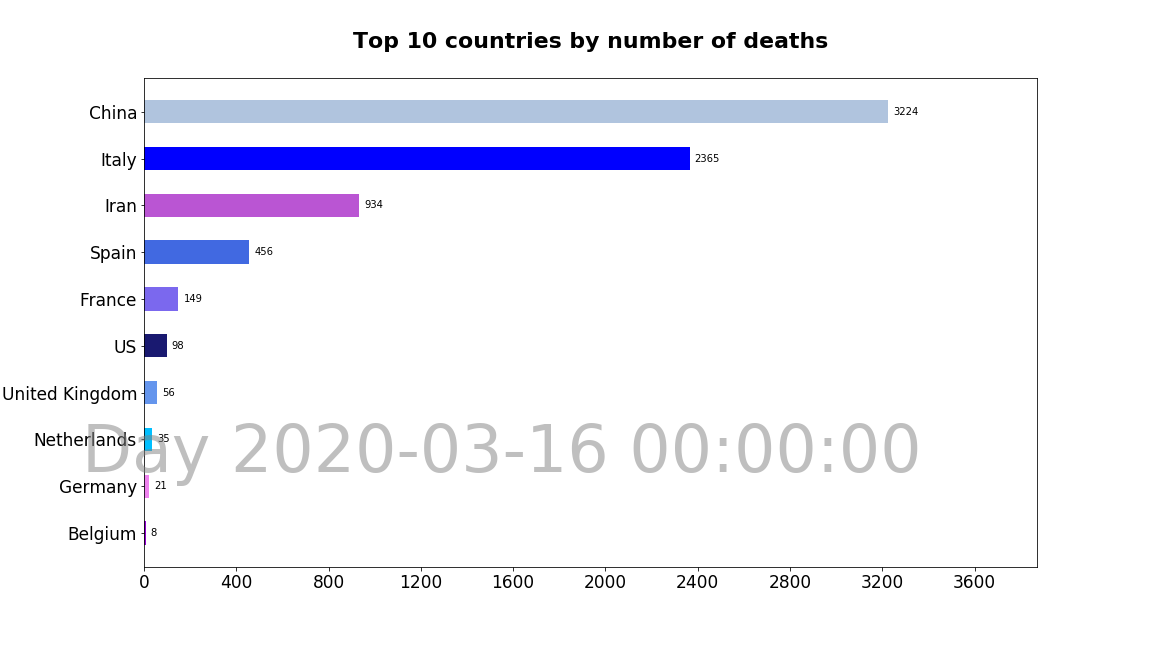 Top 10 countries by number of deaths
China 3224
Italy 2365
Iran 934
Spain 456
France 149
US 98
United Kingdom 56
Netherlands 35
Day 2020-03-16 00:00:00
Germany 21
Belgium 8
0 400 800 1200 1600 2000 2400 2800 3200 3600